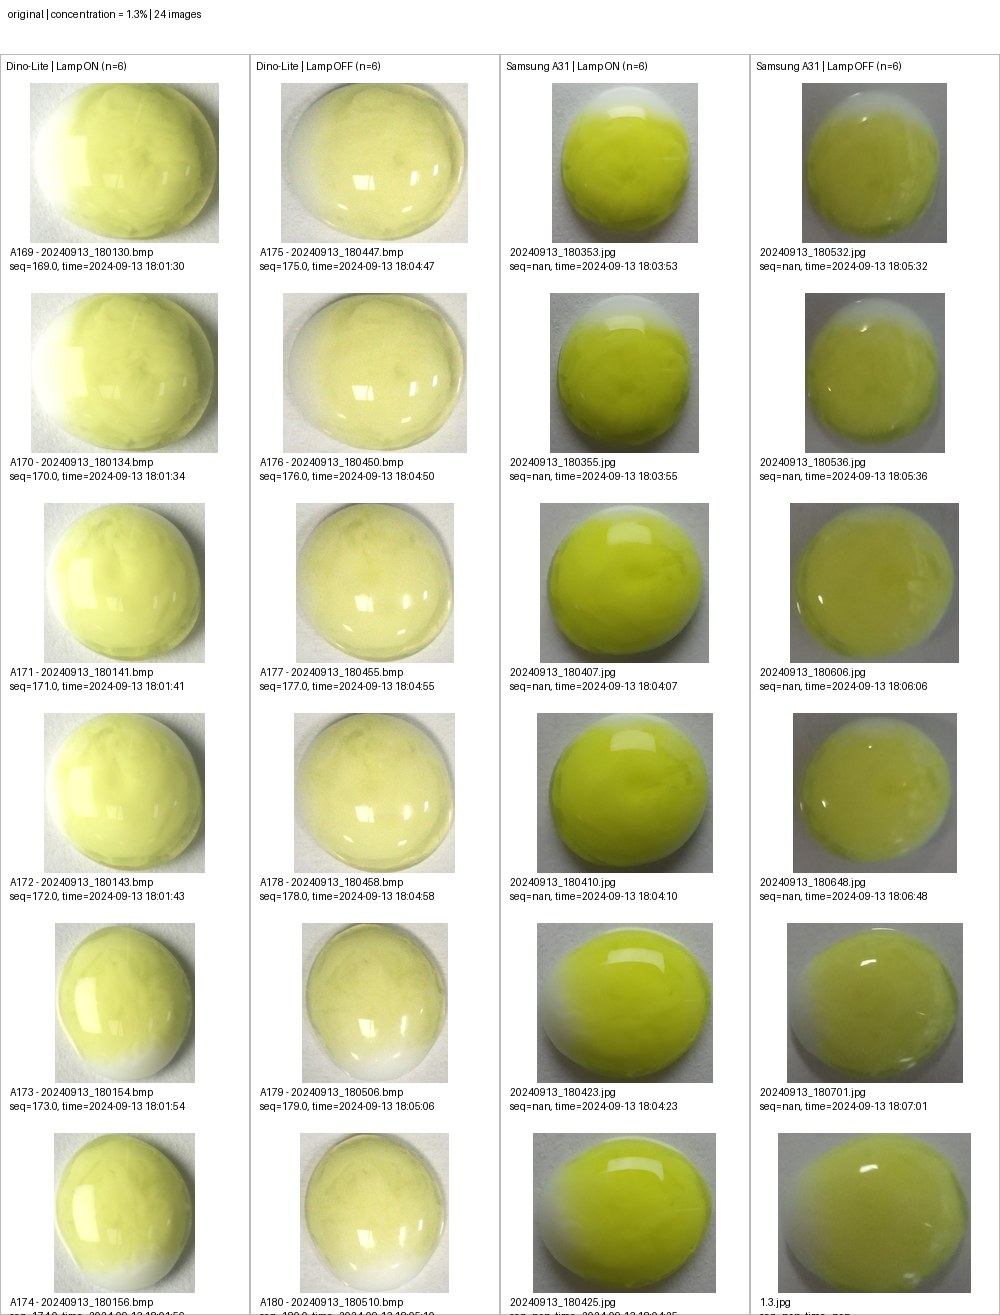 original | concentration = 1.3% | 24 images
Dino-Lite | Lamp ON (n=6)
Dino-Lite | Lamp OFF (n=6)
Samsung A31 | Lamp ON (n=6)
Samsung A31 | Lamp OFF (n=6)
A169 - 20240913_180130.bmp
seq=169.0, time=2024-09-13 18:01:30
A175 - 20240913_180447.bmp
seq=175.0, time=2024-09-13 18:04:47
20240913_180353.jpg
seq=nan, time=2024-09-13 18:03:53
20240913_180532.jpg
seq=nan, time=2024-09-13 18:05:32
A170 - 20240913_180134.bmp
seq=170.0, time=2024-09-13 18:01:34
A176 - 20240913_180450.bmp
seq=176.0, time=2024-09-13 18:04:50
20240913_180355.jpg
seq=nan, time=2024-09-13 18:03:55
20240913_180536.jpg
seq=nan, time=2024-09-13 18:05:36
A171 - 20240913_180141.bmp
seq=171.0, time=2024-09-13 18:01:41
A177 - 20240913_180455.bmp
seq=177.0, time=2024-09-13 18:04:55
20240913_180407.jpg
seq=nan, time=2024-09-13 18:04:07
20240913_180606.jpg
seq=nan, time=2024-09-13 18:06:06
A172 - 20240913_180143.bmp
seq=172.0, time=2024-09-13 18:01:43
A178 - 20240913_180458.bmp
seq=178.0, time=2024-09-13 18:04:58
20240913_180410.jpg
seq=nan, time=2024-09-13 18:04:10
20240913_180648.jpg
seq=nan, time=2024-09-13 18:06:48
A173 - 20240913_180154.bmp
seq=173.0, time=2024-09-13 18:01:54
A179 - 20240913_180506.bmp
seq=179.0, time=2024-09-13 18:05:06
20240913_180423.jpg
seq=nan, time=2024-09-13 18:04:23
20240913_180701.jpg
seq=nan, time=2024-09-13 18:07:01
A174 - 20240913_180156.bmp
A180 - 20240913_180510.bmp
20240913_180425.jpg
1.3.jpg